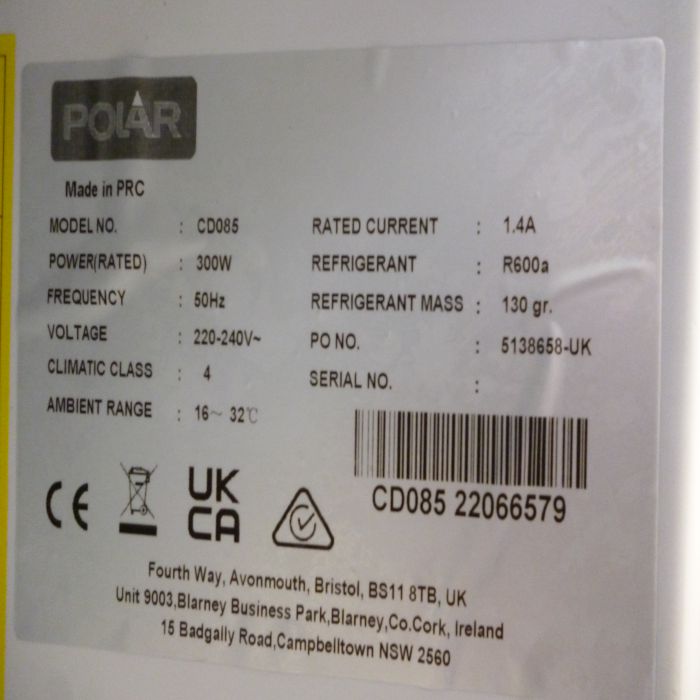 POLAR
Made in PRC
MODEL NO. : CD085
POWER(RATED) : 300W
FREQUENCY : 50Hz
VOLTAGE : 220-240V~
CLIMATIC CLASS : 4
AMBIENT RANGE : 16～ 32℃
RATED CURRENT : 1.4A
REFRIGERANT : R600a
REFRIGERANT MASS : 130 gr.
PO NO. : 5138658-UK
SERIAL NO. :
CD085 22066579
CE
UK
CA
Fourth Way, Avonmouth, Bristol, BS11 8TB, UK
Unit 9003,Blarney Business Park,Blarney,Co.Cork, Ireland
15 Badgally Road,Campbelltown NSW 2560